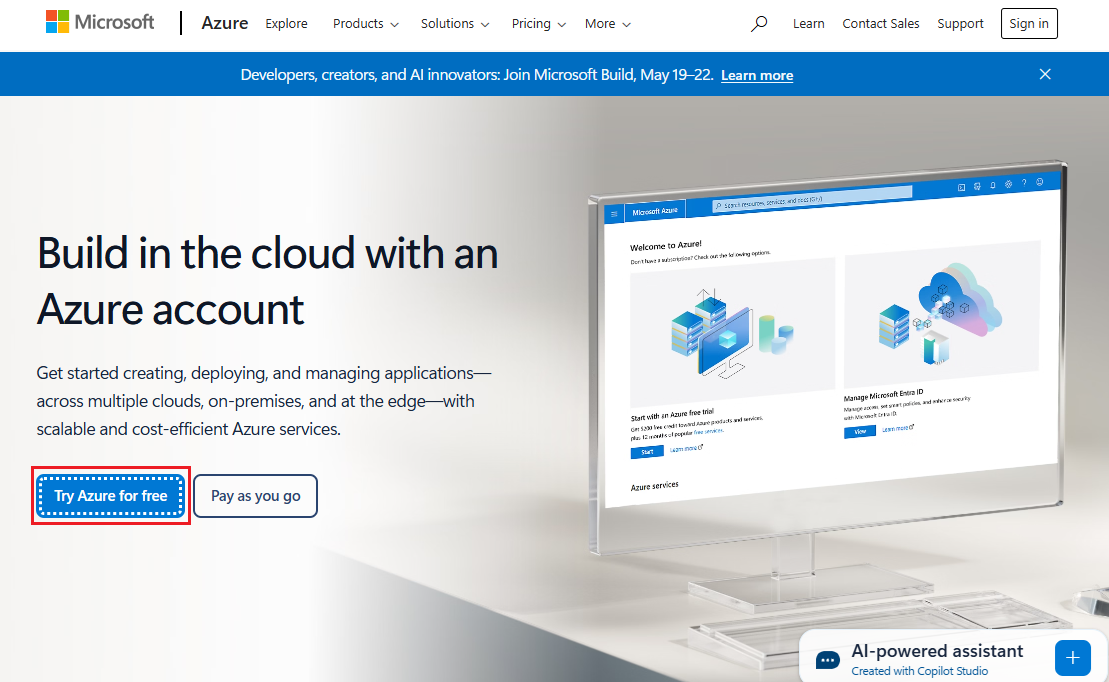 Microsoft Azure Explore Products Solutions Pricing More Learn Contact Sales Support Sign in
Developers, creators, and AI innovators: Join Microsoft Build, May 19–22. Learn more
Build in the cloud with an
Azure account
Get started creating, deploying, and managing applications—
across multiple clouds, on-premises, and at the edge—with
scalable and cost-efficient Azure services.
Try Azure for free Pay as you go
Microsoft Azure Search resources, services, and docs (G+/)
Welcome to Azure!
Don't have a subscription? Check out the following options.
Start with an Azure free trial
Get $200 free credit toward Azure products and services,
plus 12 months of popular free services.
Start Learn more
Manage Microsoft Entra ID
Manage access, set smart policies, and enhance security
with Microsoft Entra ID.
View Learn more
Azure services
AI-powered assistant
Created with Copilot Studio